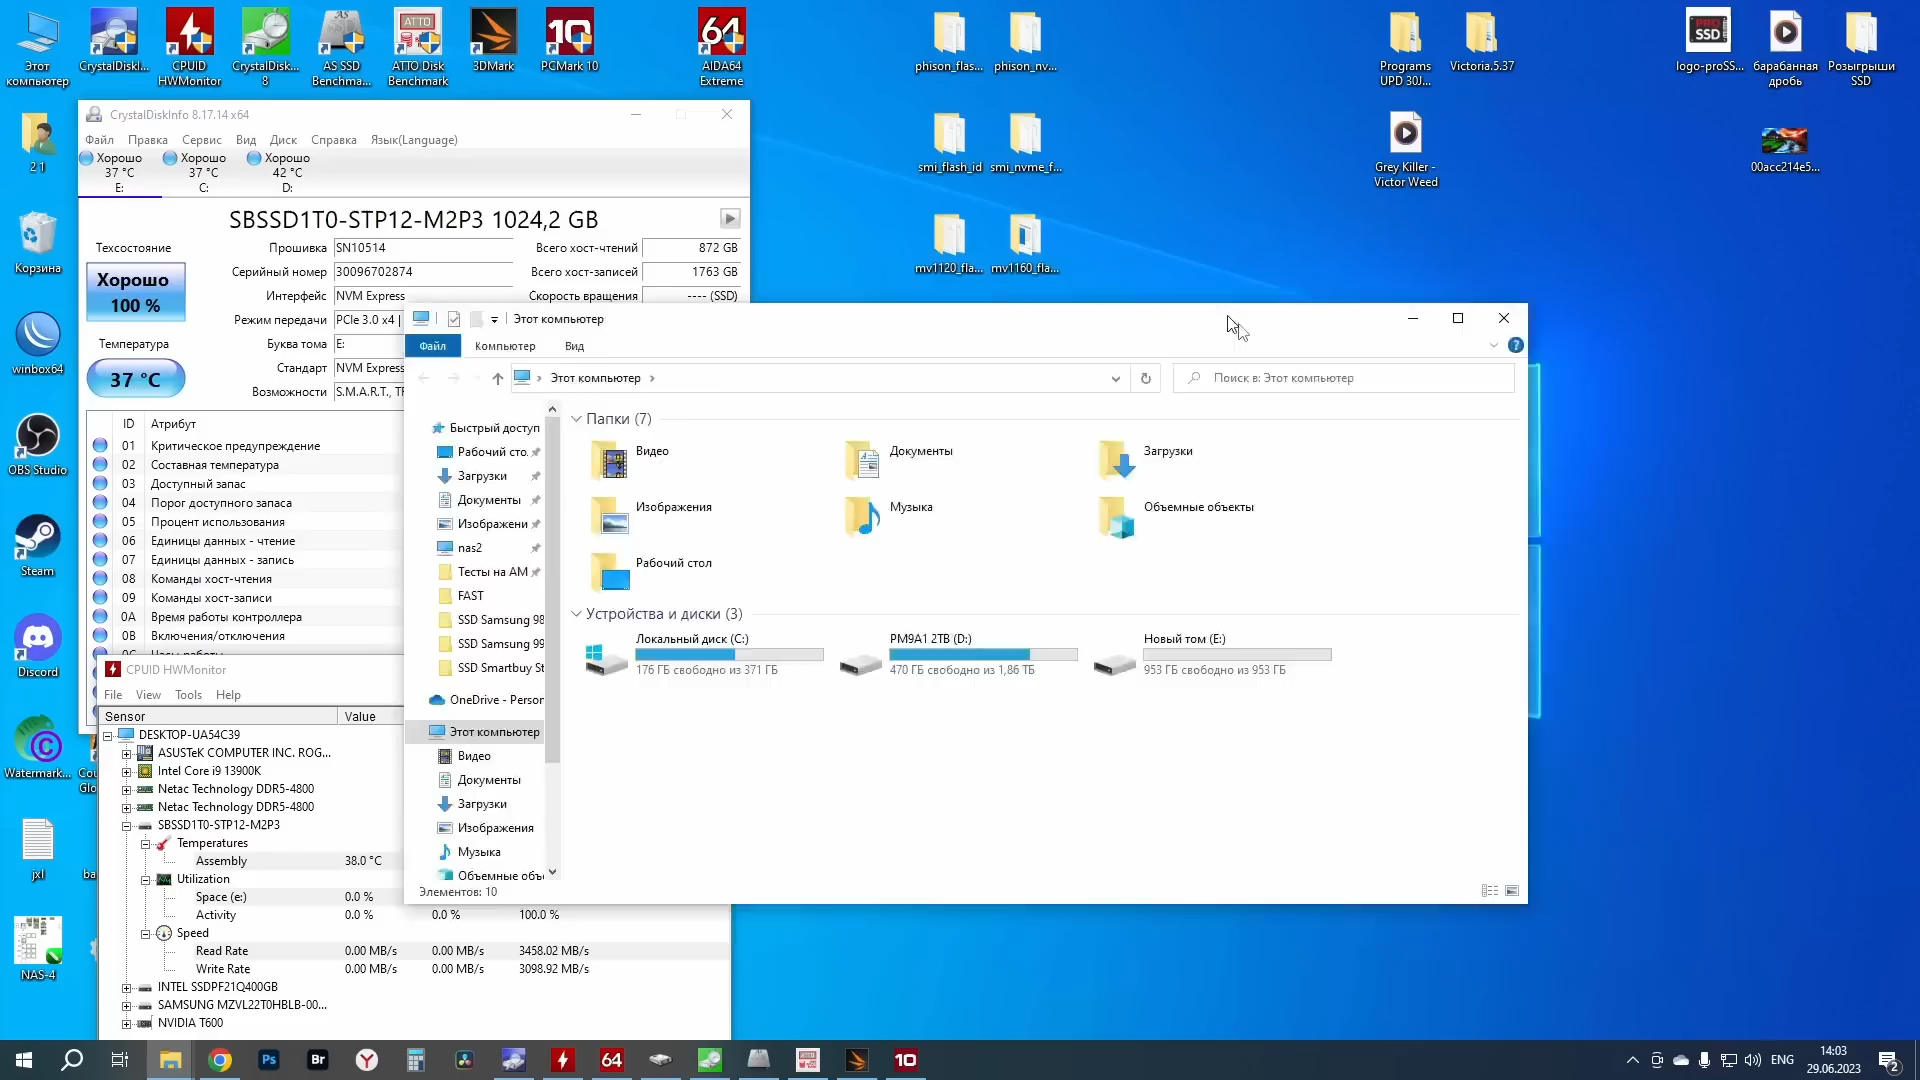 Этот
компьютер
CrystalDiskI...
CPUID
HWMonitor
CrystalDisk...
8
AS SSD
Benchma...
ATTO Disk
Benchmark
3DMark
PCMark 10
AIDA64
Extreme
phison_flas...
phison_nv...
Programs
UPD 30J...
Victoria.5.37
logo-proSS...
барабанная
дробь
Розыгрыши
SSD
2 1
Корзина
winbox64
OBS Studio
Steam
Discord
Watermark...
jxl
NAS-4
smi_flash_id
smi_nvme_f...
Grey Killer -
Victor Weed
00acc214e5...
mv1120_fla...
mv1160_fla...
CrystalDiskInfo 8.17.14 x64
Файл Правка Сервис Вид Диск Справка Язык(Language)
Хорошо Хорошо Хорошо
37 °C 37 °C 42 °C
E: C: D:
SBSSD1T0-STP12-M2P3 1024,2 GB
Техсостояние
Хорошо
100 %
Температура
37 °C
Прошивка SN10514 Всего хост-чтений 872 GB
Серийный номер 30096702874 Всего хост-записей 1763 GB
Интерфейс NVM Express Скорость вращения ---- (SSD)
Режим передачи PCIe 3.0 x4 |
Буква тома E:
Стандарт NVM Express
Возможности S.M.A.R.T.,
ID Атрибут
01 Критическое предупреждение
02 Составная температура
03 Доступный запас
04 Порог доступного запаса
05 Процент использования
06 Единицы данных - чтение
07 Единицы данных - запись
08 Команды хост-чтения
09 Команды хост-записи
0A Время работы контроллера
0B Включения/отключения
CPUID HWMonitor
File View Tools Help
Sensor Value
DESKTOP-UA54C39
ASUSTeK COMPUTER INC. ROG...
Intel Core i9 13900K
Netac Technology DDR5-4800
Netac Technology DDR5-4800
SBSSD1T0-STP12-M2P3
Temperatures
Assembly 38.0 °C
Utilization
Space (e:) 0.0 %
Activity 0.0 % 0.0 % 100.0 %
Speed
Read Rate 0.00 MB/s 0.00 MB/s 3458.02 MB/s
Write Rate 0.00 MB/s 0.00 MB/s 3098.92 MB/s
INTEL SSDPF21Q400GB
SAMSUNG MZVL22T0HBLB-00...
NVIDIA T600
Этот компьютер
Файл Компьютер Вид
Этот компьютер
Поиск в: Этот компьютер
Быстрый доступ
Рабочий сто.
Загрузки
Документы
Изображени
nas2
Тесты на AM
FAST
SSD Samsung 98
SSD Samsung 99
SSD Smartbuy St
OneDrive - Person
Этот компьютер
Видео
Документы
Загрузки
Изображения
Музыка
Объемные объ
Элементов: 10
Папки (7)
Видео
Документы
Загрузки
Изображения
Музыка
Объемные объекты
Рабочий стол
Устройства и диски (3)
Локальный диск (C:)
176 ГБ свободно из 371 ГБ
PM9A1 2TB (D:)
470 ГБ свободно из 1,86 ТБ
Новый том (E:)
953 ГБ свободно из 953 ГБ
ENG
14:03
29.06.2023
2